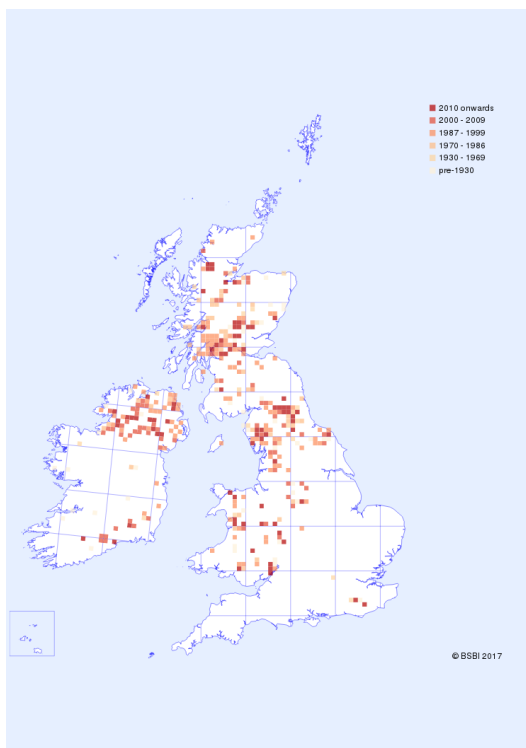 2010 onwards
2000 - 2009
1987 - 1999
1970 - 1986
1930 - 1969
pre-1930
© BSBI 2017